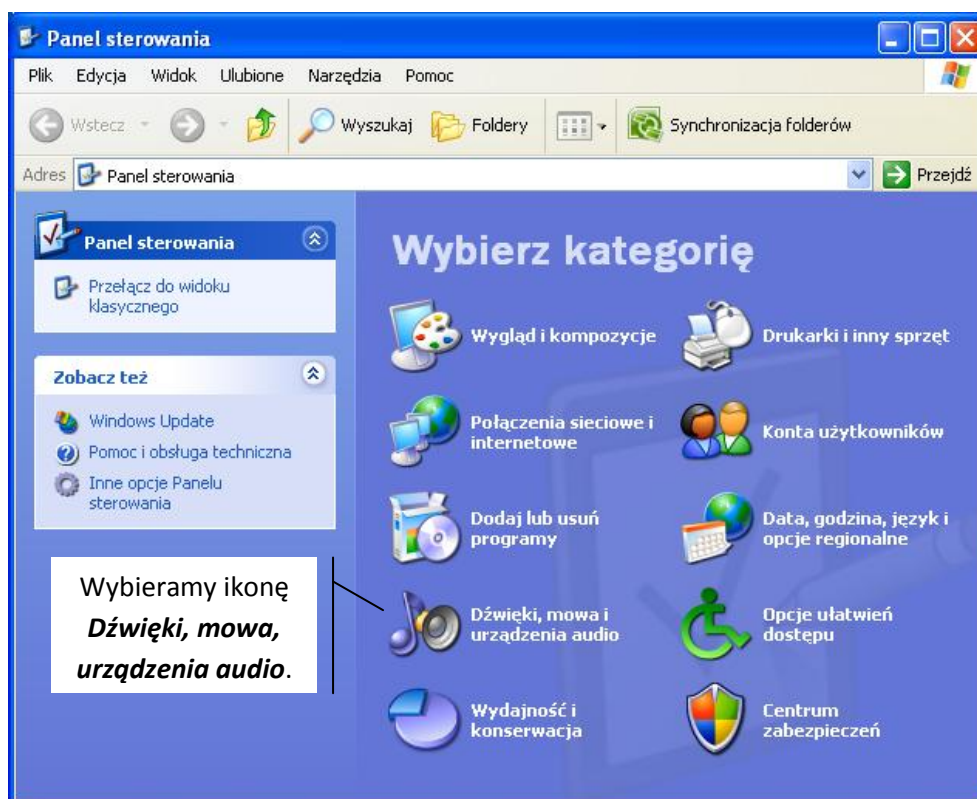 Panel sterowania
Plik Edycja Widok Ulubione Narzędzia Pomoc
Wstecz Wyszukaj Foldery Synchronizacja folderów
Adres Panel sterowania Przejdź
Panel sterowania
Przełącz do widoku
klasycznego
Zobacz też
Windows Update
Pomoc i obsługa techniczna
Inne opcje Panelu
sterowania
Wybieramy ikonę
Dźwięki, mowa,
urządzenia audio.
Wybierz kategorię
Wygląd i kompozycje
Drukarki i inny sprzęt
Połączenia sieciowe i
internetowe
Konta użytkowników
Dodaj lub usuń
programy
Data, godzina, język i
opcje regionalne
Dźwięki, mowa i
urządzenia audio
Opcje ułatwień
dostępu
Wydajność i
konserwacja
Centrum
zabezpieczeń